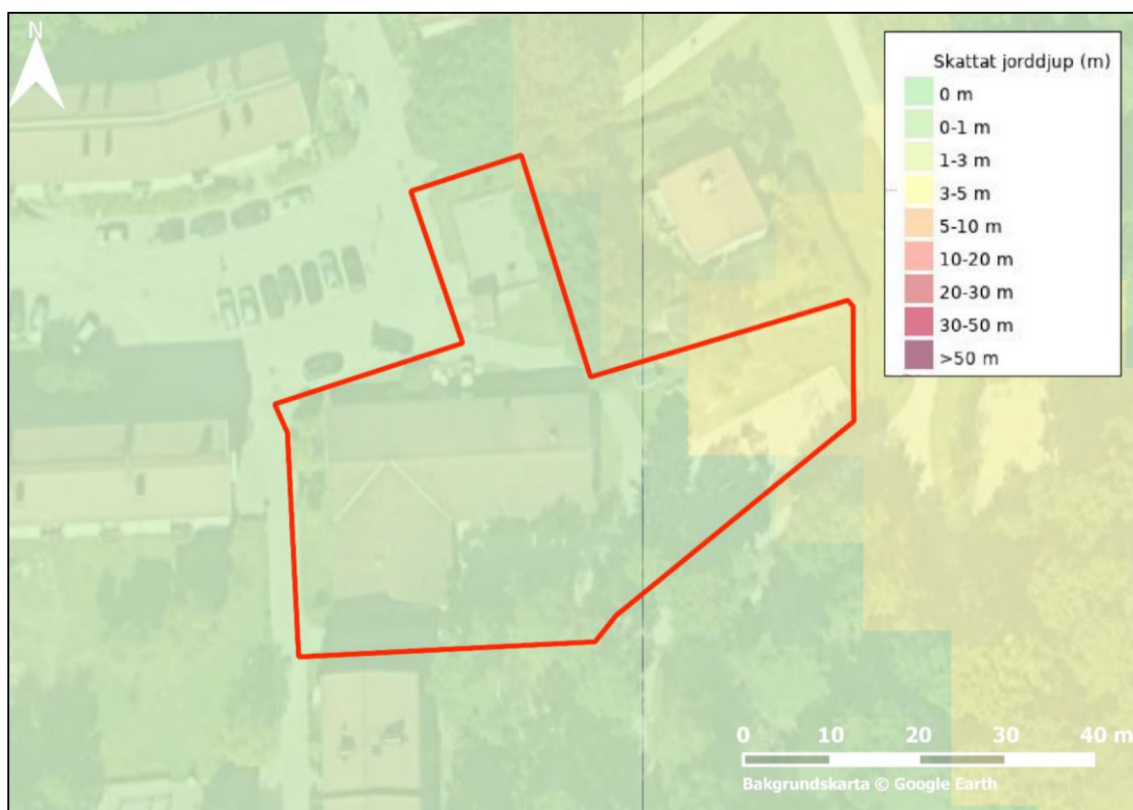 N
Skattat jorddjup (m)
0 m
0-1 m
1-3 m
3-5 m
5-10 m
10-20 m
20-30 m
30-50 m
>50 m
0 10 20 30 40 m
Bakgrundskarta © Google Earth